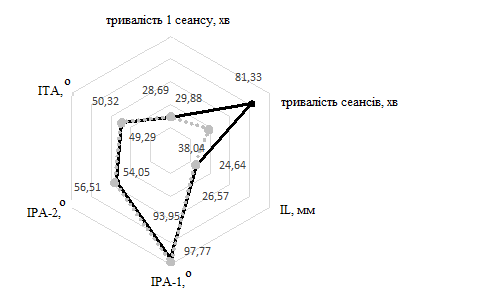 тривалість 1 сеансу, хв
81,33
28,69
ITA, о
50,32
29,88
тривалість сеансів, хв
49,29
38,04
24,64
54,05
56,51
26,57
IPA-2, о
93,95
IL, мм
97,77
IPA-1, о